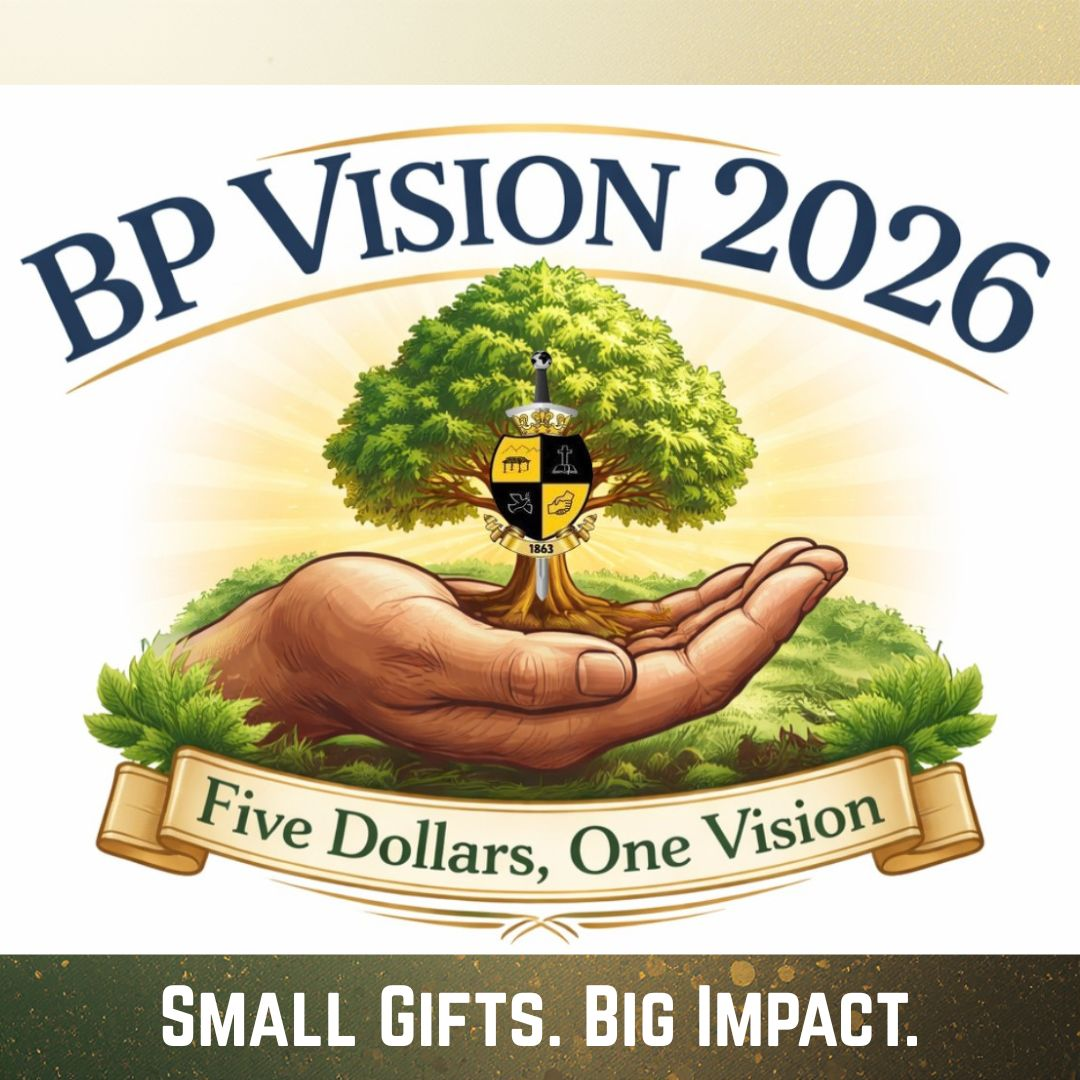 BP VISION 2026
1863
Five Dollars, One Vision
SMALL GIFTS. BIG IMPACT.